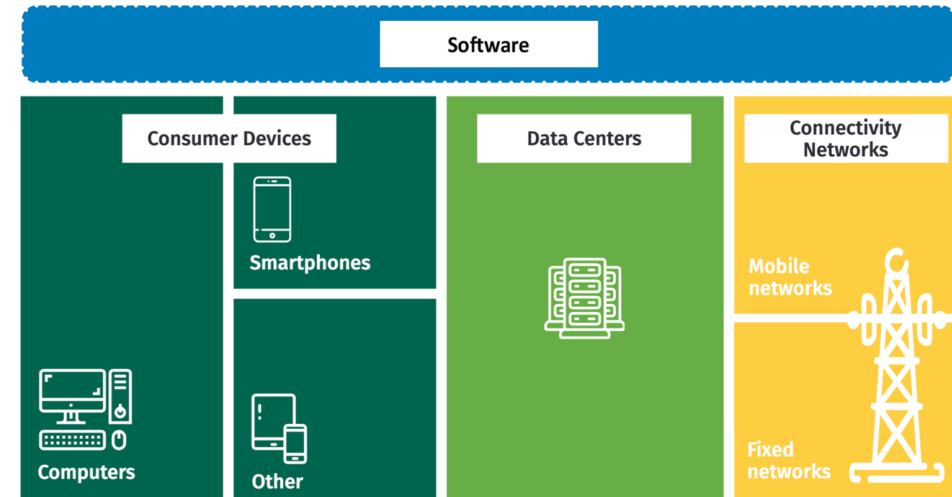 Software
Consumer Devices
Data Centers
Connectivity
Networks
Smartphones
Mobile
networks
Computers
Other
Fixed
networks